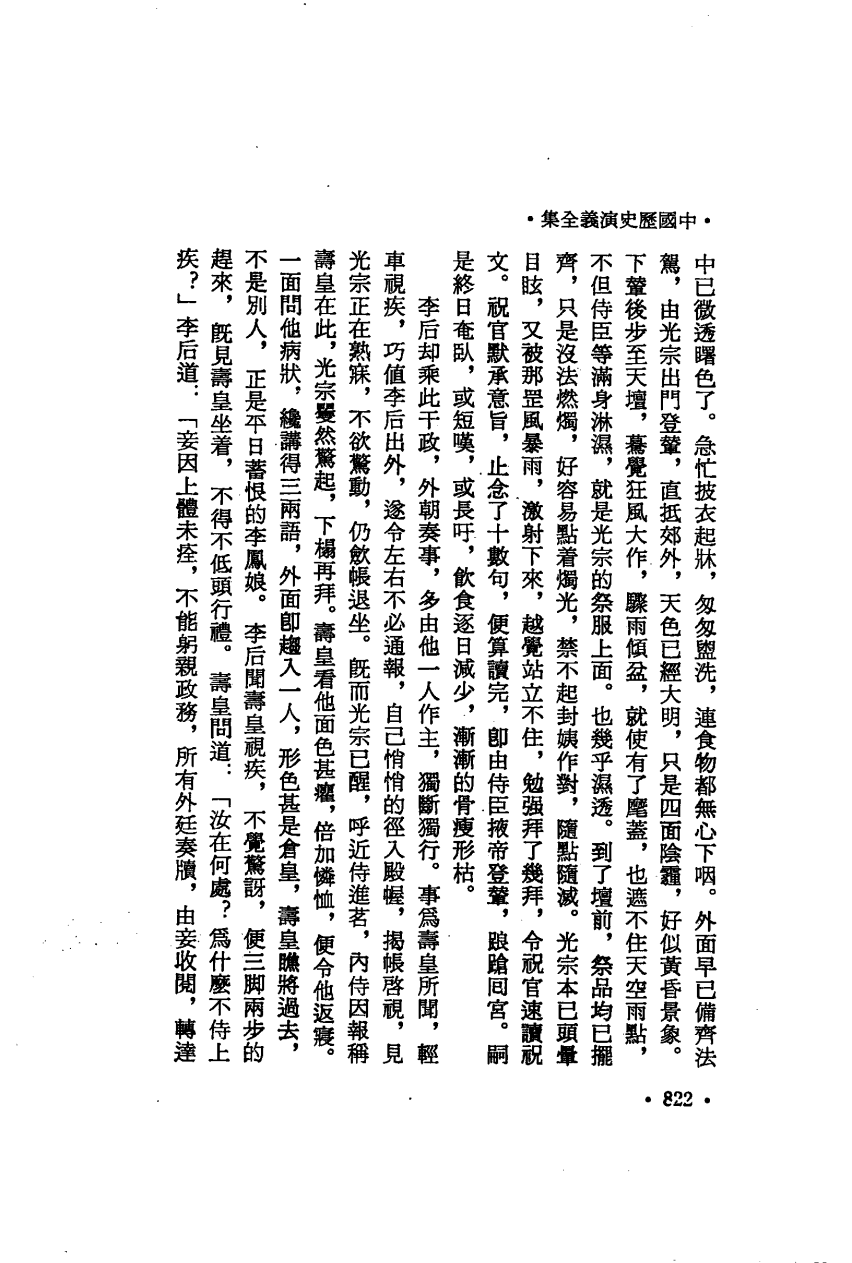 •中國歷史演義全集•
中已微透曙色了。急忙披衣起牀，匆匆盥洗，連食物都無心下咽。外面早已備齊法
駕，由光宗出門登輦，直抵郊外，天色已經大明，只是四面陰霾，好似黃昏景象。
下輦後步至天壇，驀覺狂風大作，驟雨傾盆，就使有了麾蓋，也遮不住天空雨點，
不但侍臣等滿身淋濕，就是光宗的祭服上面。也幾乎濕透。到了壇前，祭品均已擺
齊，只是沒法燃燭，好容易點着燭光，禁不起封姨作對，隨點隨滅。光宗本已頭暈
目眩，又被那罡風暴雨，激射下來，越覺站立不住，勉强拜了幾拜，令祝官速讀祝
文。祝官默承意旨，止念了十數句，便算讀完，卽由侍臣掖帝登輦，踉蹌囘宮。嗣
是終日奄臥，或短嘆，或長吁，飲食逐日減少，漸漸的骨瘦形枯。
李后却乘此干政，外朝奏事，多由他一人作主，獨斷獨行。事爲壽皇所聞，輕
車視疾，巧值李后出外，遂令左右不必通報，自己悄悄的徑入殿幄，揭帳啓視，見
光宗正在熟寐，不欲驚動，仍斂帳退坐。旣而光宗已醒，呼近侍進茗，內侍因報稱
壽皇在此，光宗矍然驚起，下榻再拜。壽皇看他面色甚癯，倍加憐恤，便令他返寢。
一面問他病狀，纔講得三兩語，外面卽趨入一人，形色甚是倉皇，壽皇瞧將過去，
不是別人，正是平日蓄恨的李鳳娘。李后聞壽皇視疾，不覺驚訝，便三脚兩步的
趕來，旣見壽皇坐着，不得不低頭行禮。壽皇問道：「汝在何處？爲什麼不侍上
疾？」李后道：「妾因上體未痊，不能躬親政務，所有外廷奏牘，由妾收閱，轉達
•822•